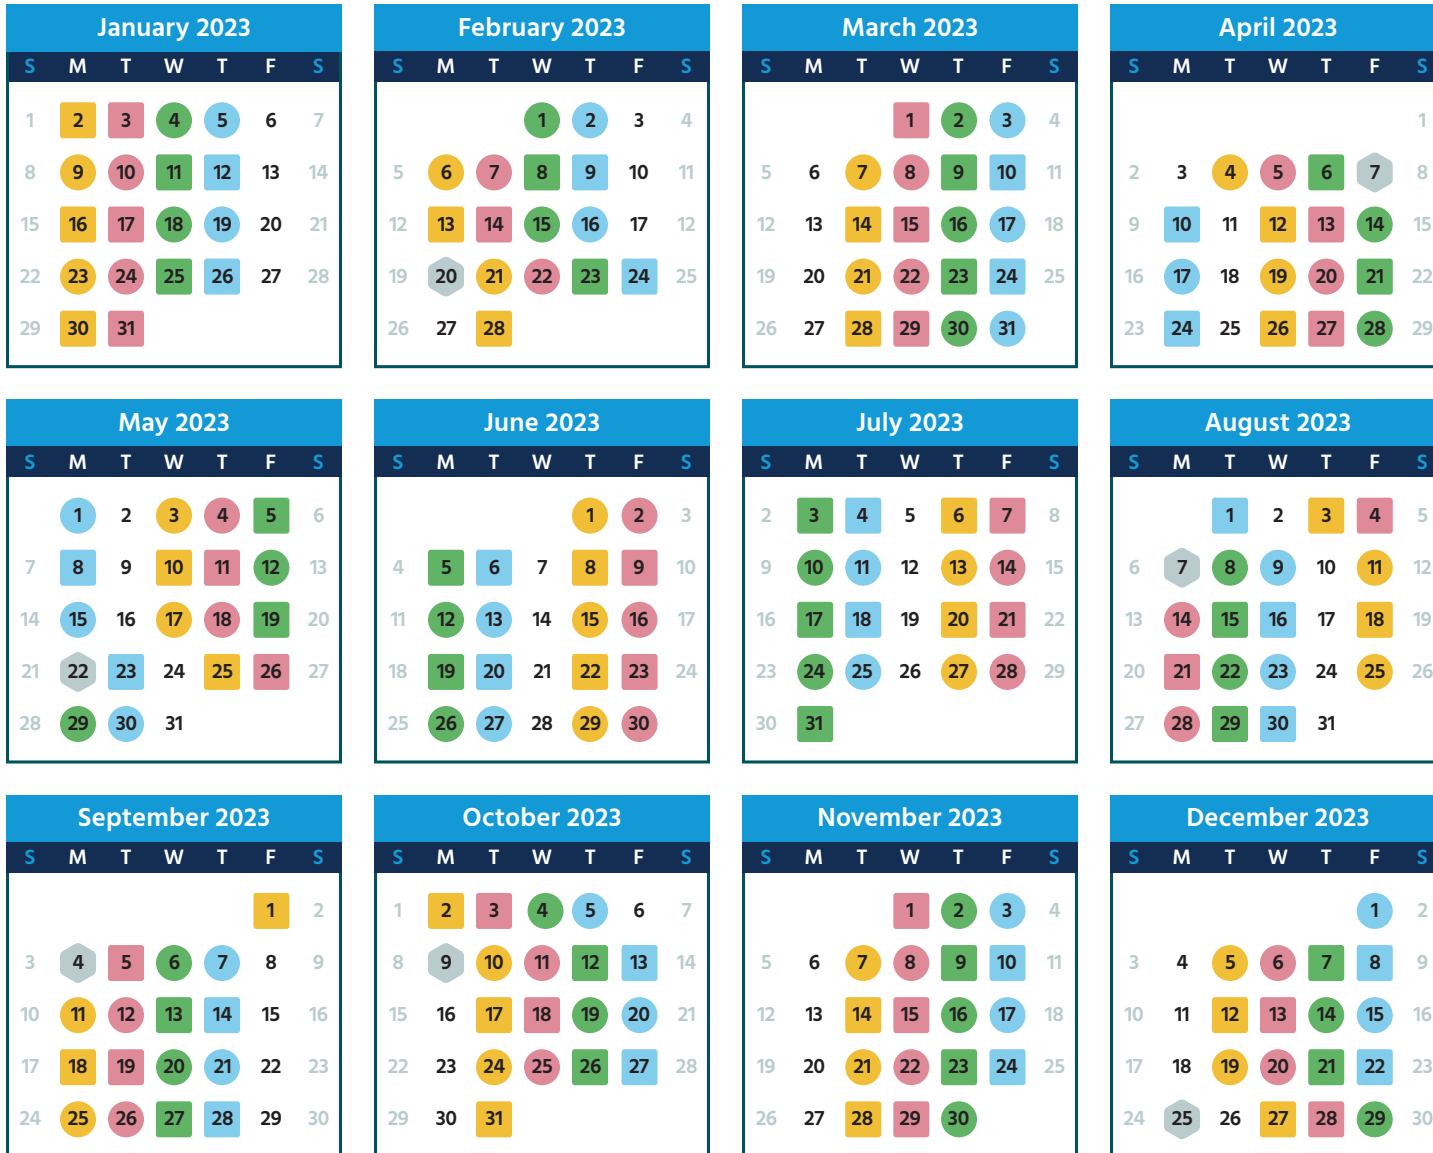 January 2023
S M T W T F S
1 2 3 4 5 6 7
8 9 10 11 12 13 14
15 16 17 18 19 20 21
22 23 24 25 26 27 28
29 30 31
February 2023
S M T W T F S
1 2 3 4
5 6 7 8 9 10 11
12 13 14 15 16 17 12
19 20 21 22 23 24 25
26 27 28
March 2023
S M T W T F S
1 2 3 4
5 6 7 8 9 10 11
12 13 14 15 16 17 18
19 20 21 22 23 24 25
26 27 28 29 30 31
April 2023
S M T W T F S
1
2 3 4 5 6 7 8
9 10 11 12 13 14 15
16 17 18 19 20 21 22
23 24 25 26 27 28 29
May 2023
S M T W T F S
1 2 3 4 5 6
7 8 9 10 11 12 13
14 15 16 17 18 19 20
21 22 23 24 25 26 27
28 29 30 31
June 2023
S M T W T F S
1 2 3
4 5 6 7 8 9 10
11 12 13 14 15 16 17
18 19 20 21 22 23 24
25 26 27 28 29 30
July 2023
S M T W T F S
2 3 4 5 6 7 8
9 10 11 12 13 14 15
16 17 18 19 20 21 22
23 24 25 26 27 28 29
30 31
August 2023
S M T W T F S
1 2 3 4 5
6 7 8 9 10 11 12
13 14 15 16 17 18 19
20 21 22 23 24 25 26
27 28 29 30 31
September 2023
S M T W T F S
1 2
3 4 5 6 7 8 9
10 11 12 13 14 15 16
17 18 19 20 21 22 23
24 25 26 27 28 29 30
October 2023
S M T W T F S
1 2 3 4 5 6 7
8 9 10 11 12 13 14
15 16 17 18 19 20 21
22 23 24 25 26 27 28
29 30 31
November 2023
S M T W T F S
1 2 3 4
5 6 7 8 9 10 11
12 13 14 15 16 17 18
19 20 21 22 23 24 25
26 27 28 29 30
December 2023
S M T W T F S
1 2
3 4 5 6 7 8 9
10 11 12 13 14 15 16
17 18 19 20 21 22 23
24 25 26 27 28 29 30